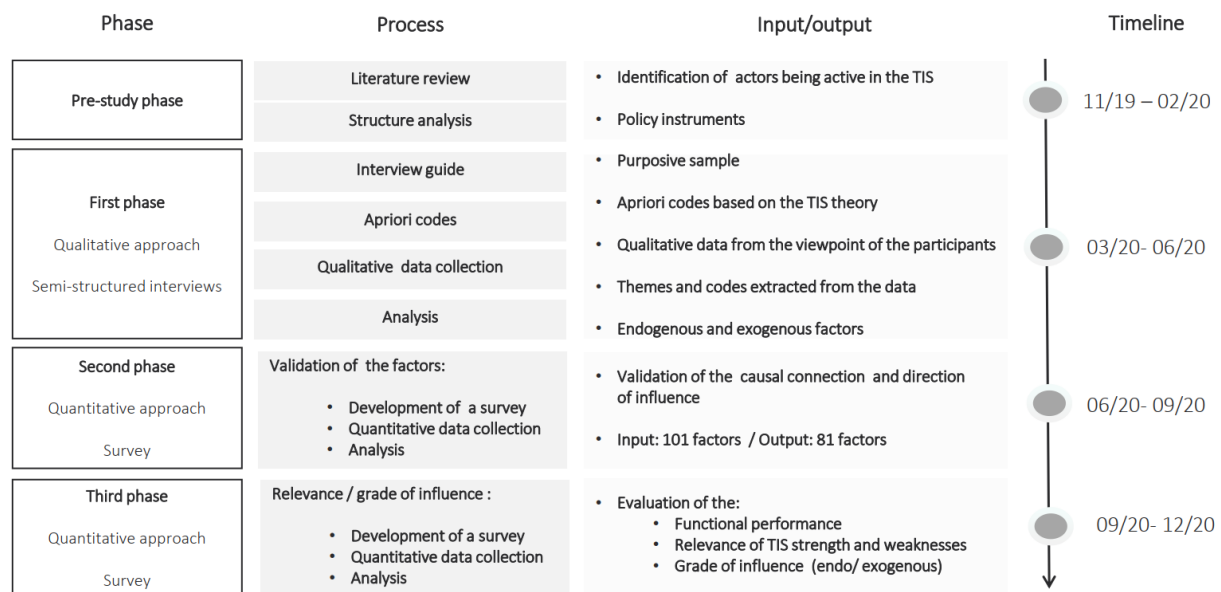 Phase
Process
Input/output
Timeline
Pre-study phase
Literature review
Structure analysis
• Identification of actors being active in the TIS
• Policy instruments
11/19 – 02/20
First phase
Qualitative approach
Semi-structured interviews
Interview guide
Apriori codes
Qualitative data collection
Analysis
• Purposive sample
• Apriori codes based on the TIS theory
• Qualitative data from the viewpoint of the participants
• Themes and codes extracted from the data
• Endogenous and exogenous factors
03/20- 06/20
Second phase
Quantitative approach
Survey
Validation of the factors:
• Development of a survey
• Quantitative data collection
• Analysis
• Validation of the causal connection and direction
of influence
• Input: 101 factors / Output: 81 factors
06/20- 09/20
Third phase
Quantitative approach
Survey
Relevance / grade of influence :
• Development of a survey
• Quantitative data collection
• Analysis
• Evaluation of the:
• Functional performance
• Relevance of TIS strength and weaknesses
• Grade of influence (endo/ exogenous)
09/20- 12/20